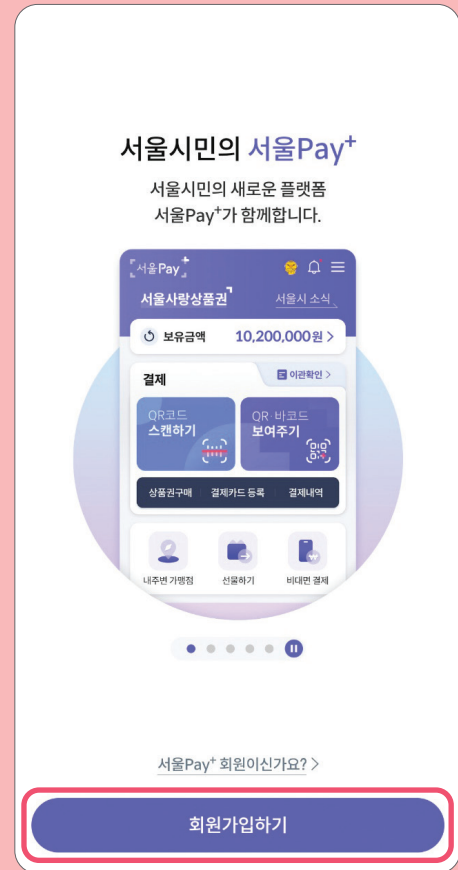 서울시민의 서울Pay+
서울시민의 새로운 플랫폼
서울Pay+가 함께합니다.
서울Pay+
서울사랑상품권
서울시 소식
보유금액 10,200,000원 >
결제
이관확인 >
QR코드
스캔하기
QR·바코드
보여주기
상품권구매 결제카드 등록 결제내역
내주변 가맹점 선물하기 비대면 결제
서울Pay+ 회원이신가요? >
회원가입하기